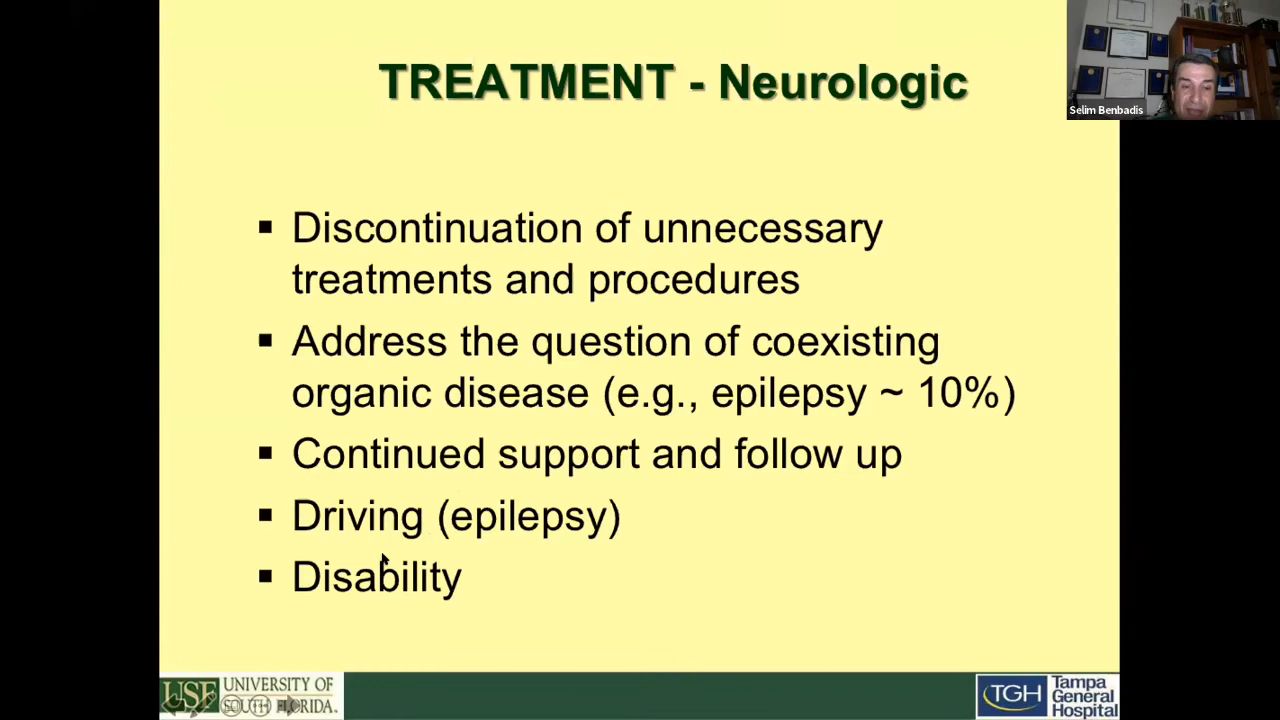 TREATMENT - Neurologic
Selim Benbadis
▪ Discontinuation of unnecessary
treatments and procedures
▪ Address the question of coexisting
organic disease (e.g., epilepsy ~ 10%)
▪ Continued support and follow up
▪ Driving (epilepsy)
▪ Disability
USF UNIVERSITY OF
SOUTH FLORIDA
TGH Tampa
General
Hospital